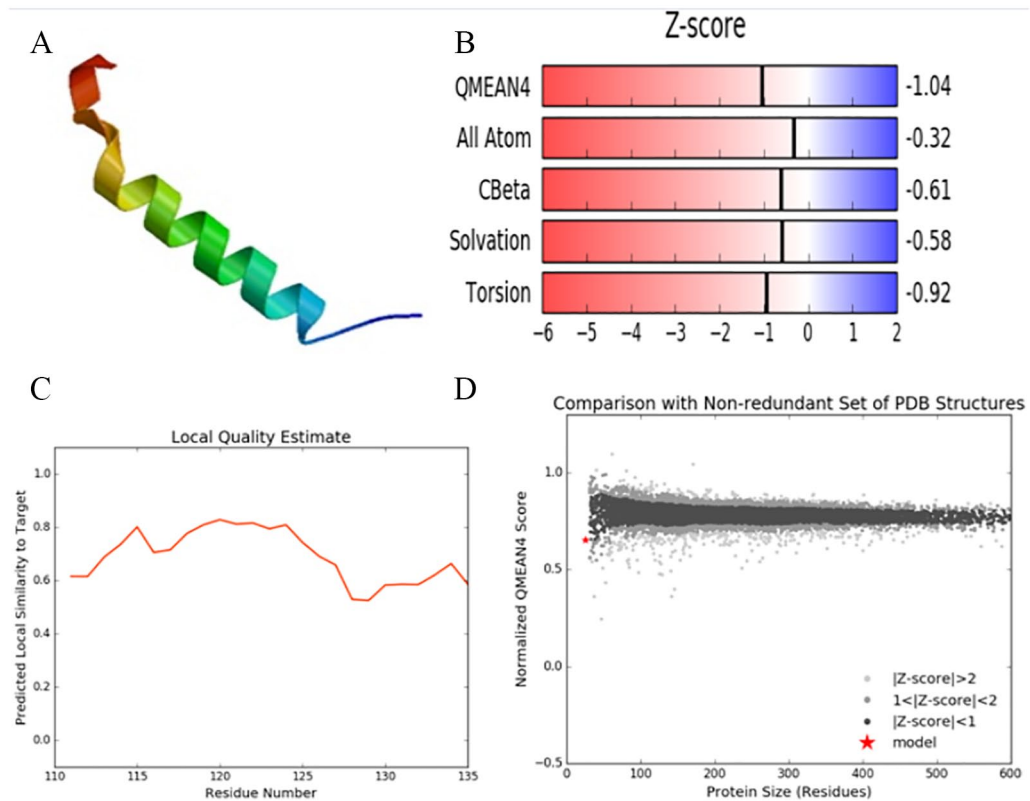 A
B
Z-score
QMEAN4
-1.04
All Atom
-0.32
CBeta
-0.61
Solvation
-0.58
Torsion
-0.92
−6 −5 −4 −3 −2 −1 0 1 2
C
Local Quality Estimate
Predicted Local Similarity to Target
1.0
0.8
0.6
0.4
0.2
0.0
110 115 120 125 130 135
Residue Number
D
Comparison with Non-redundant Set of PDB Structures
Normalized QMEAN4 Score
1.0
0.5
0.0
−0.5
|Z-score|>2
1<|Z-score|<2
|Z-score|<1
model
0 100 200 300 400 500 600
Protein Size (Residues)